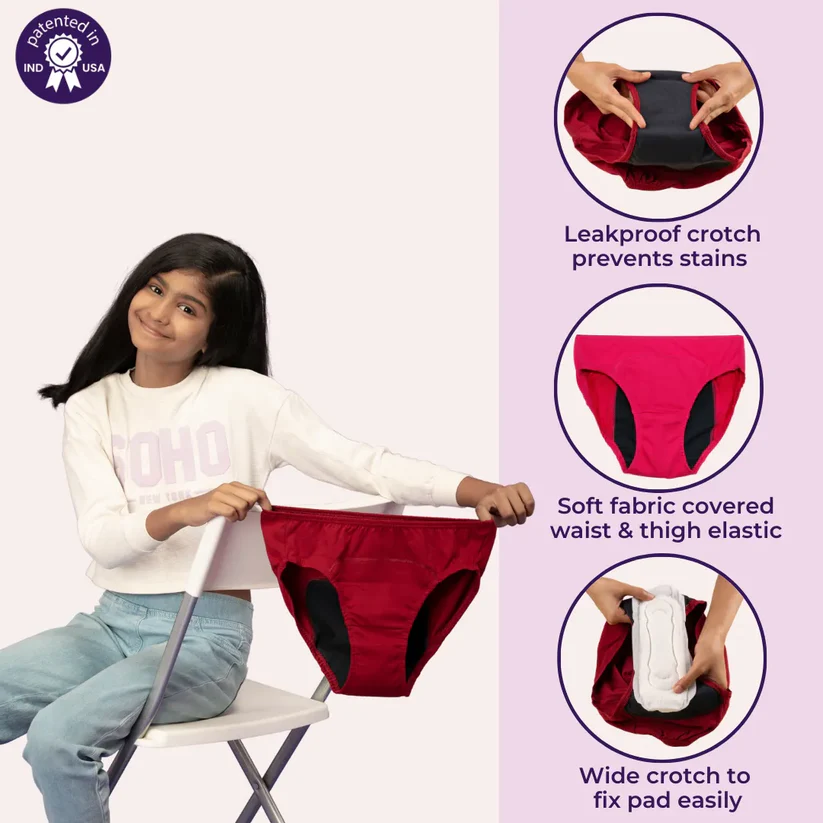 patented in
IND
USA
SOHO
NEW YORK
Leakproof crotch
prevents stains
Soft fabric covered
waist & thigh elastic
Wide crotch to
fix pad easily